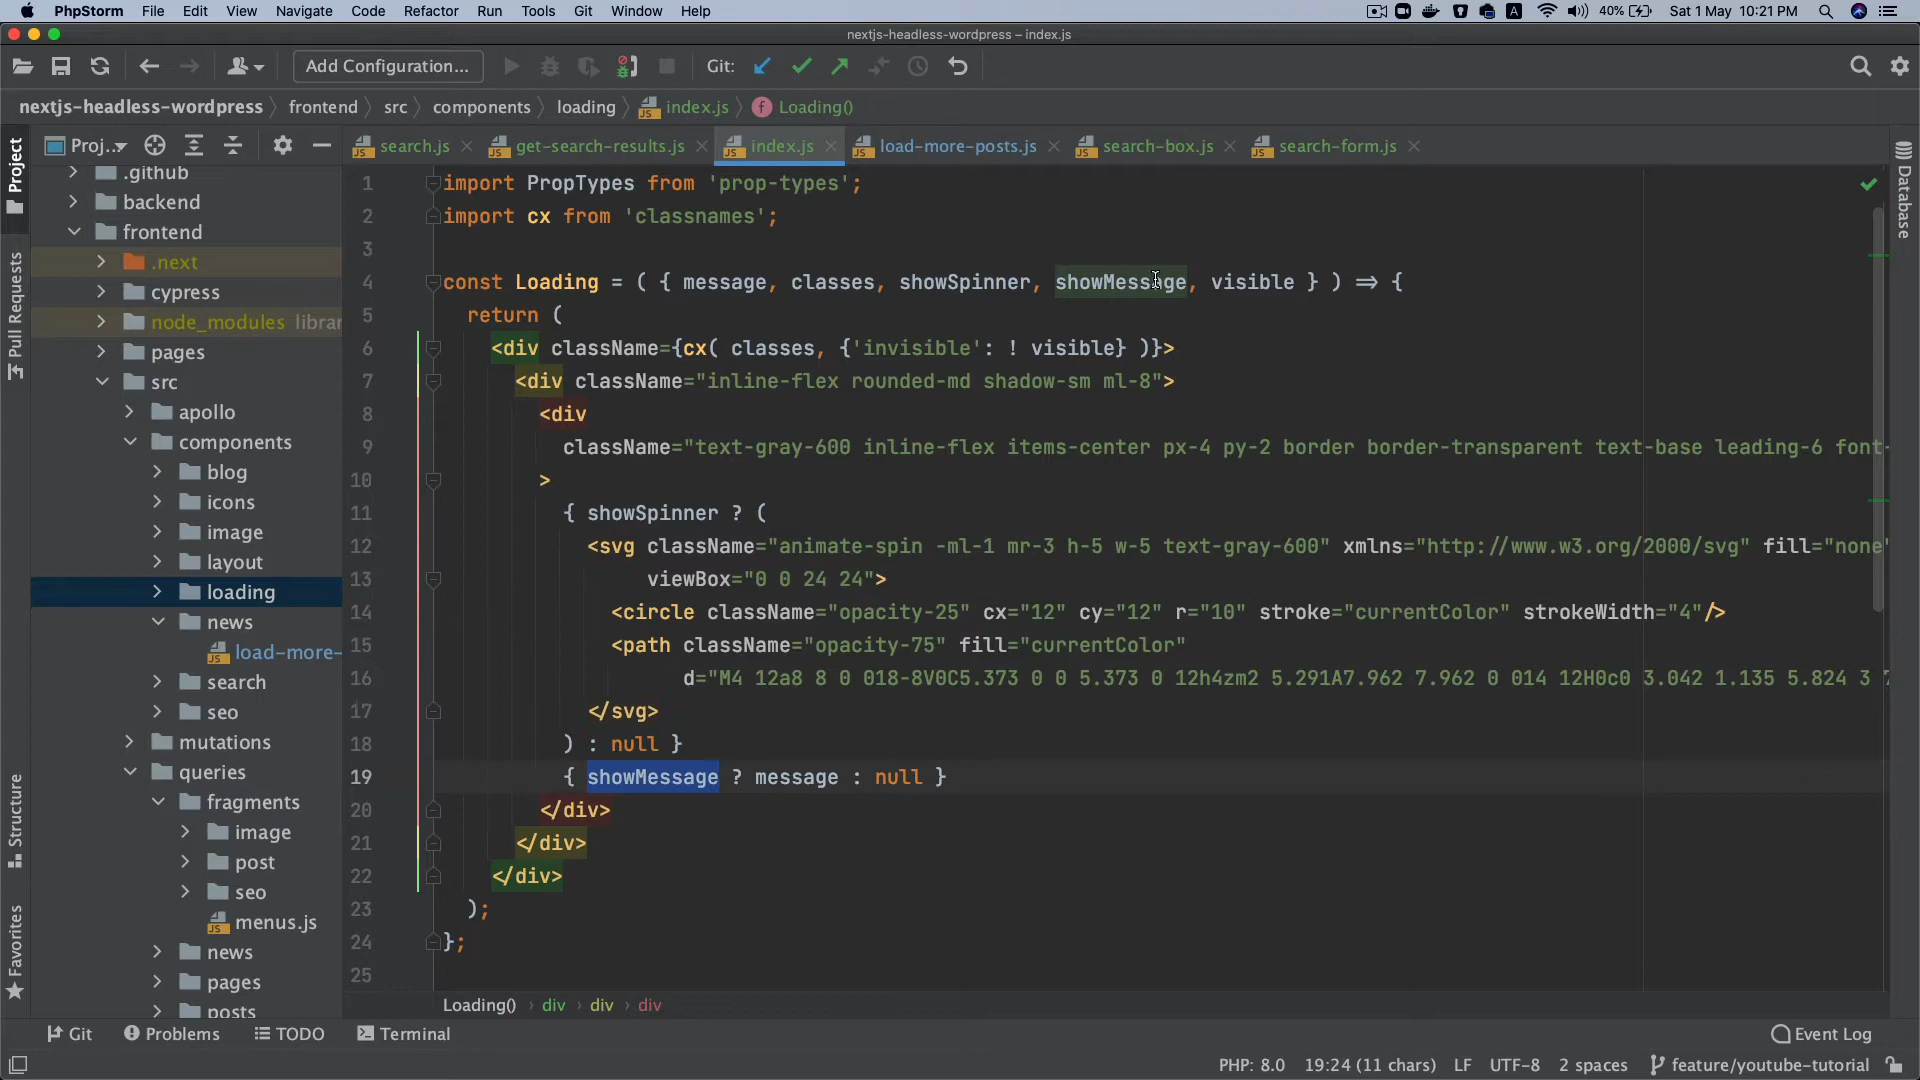 PhpStorm File Edit View Navigate Code Refactor Run Tools Git Window Help A 40% Sat 1 May 10:21 PM
nextjs-headless-wordpress – index.js
Add Configuration... Git:
nextjs-headless-wordpress frontend src components loading index.js Loading()
Proj... search.js get-search-results.js index.js load-more-posts.js search-box.js search-form.js
Project
Pull Requests
Structure
Favorites
Database
.github
backend
frontend
.next
cypress
node_modules librar
pages
src
apollo
components
blog
icons
image
layout
loading
news
load-more-
search
seo
mutations
queries
fragments
image
post
seo
menus.js
news
pages
posts
1 import PropTypes from 'prop-types';
2 import cx from 'classnames';
3
4 const Loading = ( { message, classes, showSpinner, showMessage, visible } ) => {
5 return (
6 <div className={cx( classes, {'invisible': ! visible} )}>
7 <div className="inline-flex rounded-md shadow-sm ml-8">
8 <div
9 className="text-gray-600 inline-flex items-center px-4 py-2 border border-transparent text-base leading-6 font-
10 >
11 { showSpinner ? (
12 <svg className="animate-spin -ml-1 mr-3 h-5 w-5 text-gray-600" xmlns="http://www.w3.org/2000/svg" fill="none"
13 viewBox="0 0 24 24">
14 <circle className="opacity-25" cx="12" cy="12" r="10" stroke="currentColor" strokeWidth="4"/>
15 <path className="opacity-75" fill="currentColor"
16 d="M4 12a8 8 0 018-8V0C5.373 0 0 5.373 0 12h4zm2 5.291A7.962 7.962 0 014 12H0c0 3.042 1.135 5.824 3 7
17 </svg>
18 ) : null }
19 { showMessage ? message : null }
20 </div>
21 </div>
22 </div>
23 );
24 };
25
Loading() div div div
Git Problems TODO Terminal Event Log
PHP: 8.0 19:24 (11 chars) LF UTF-8 2 spaces feature/youtube-tutorial